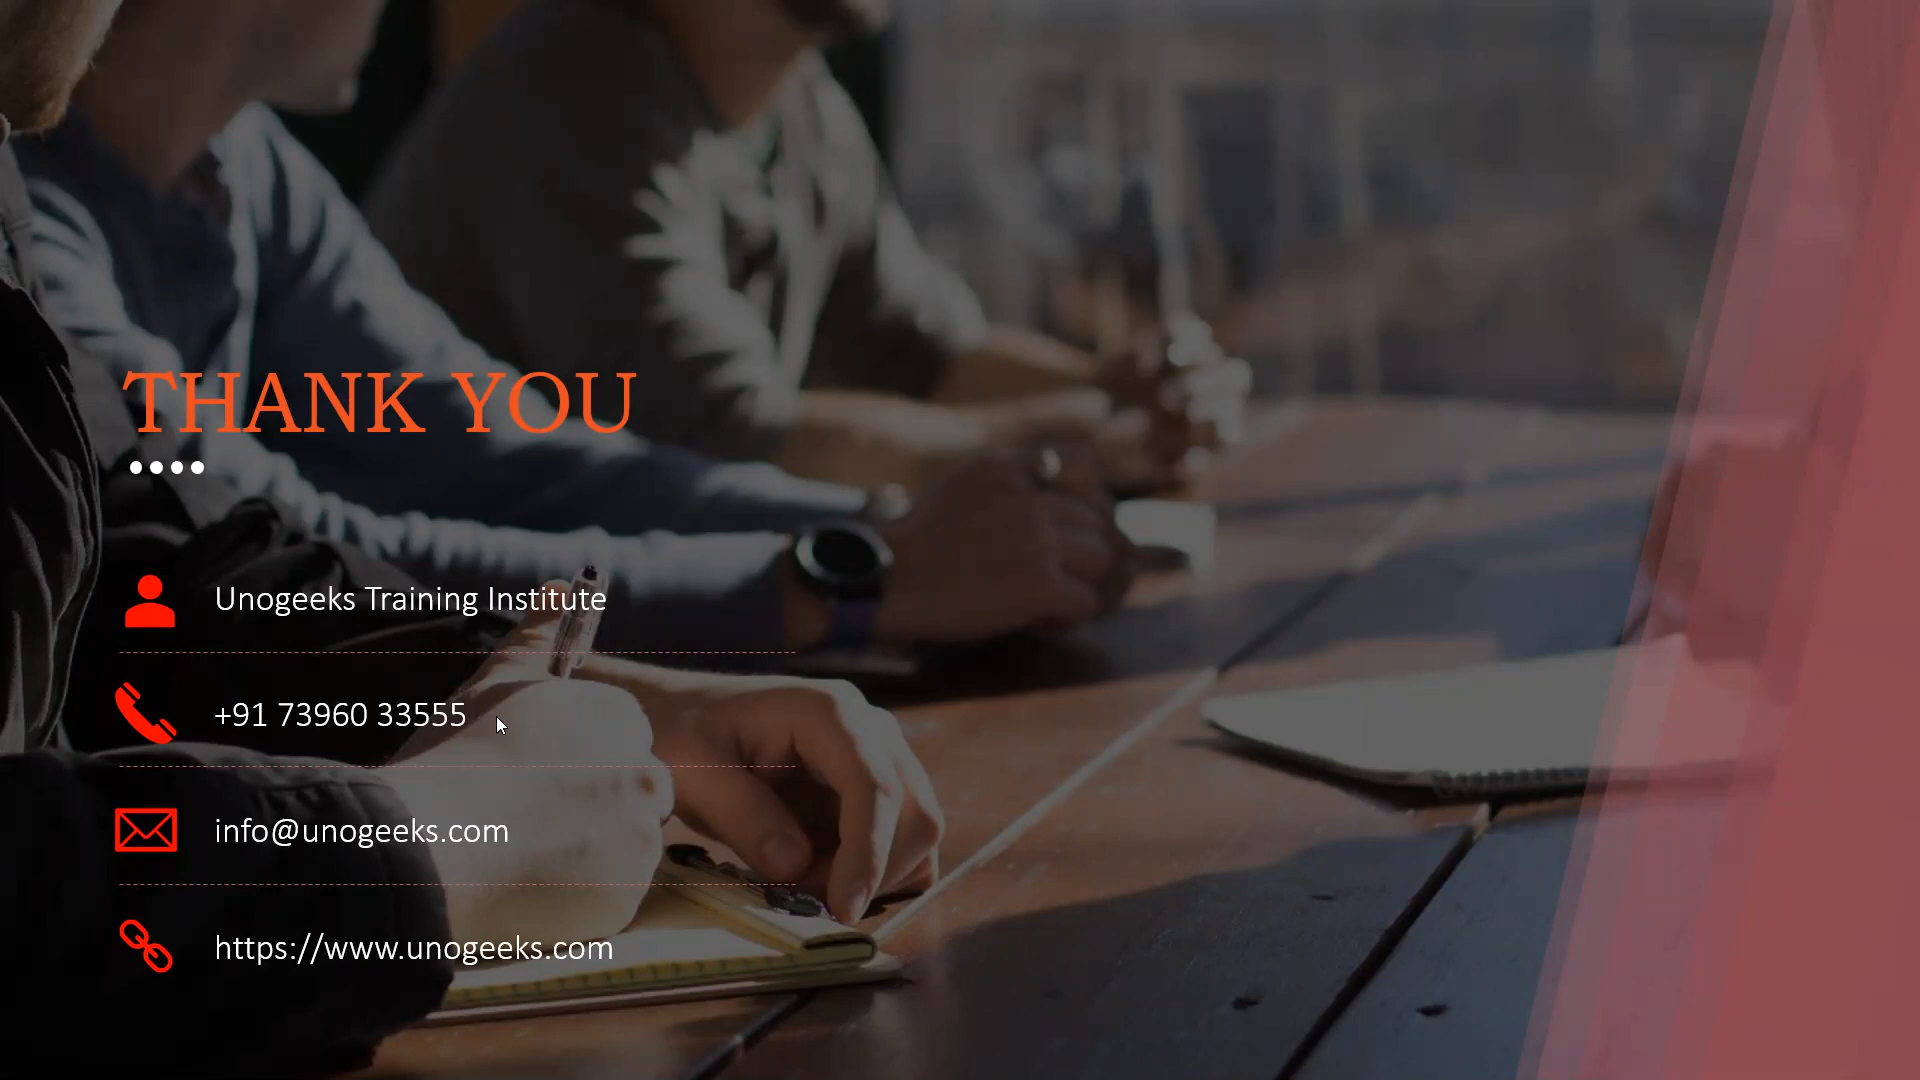 THANK YOU
Unogeeks Training Institute
+91 73960 33555
info@unogeeks.com
https://www.unogeeks.com